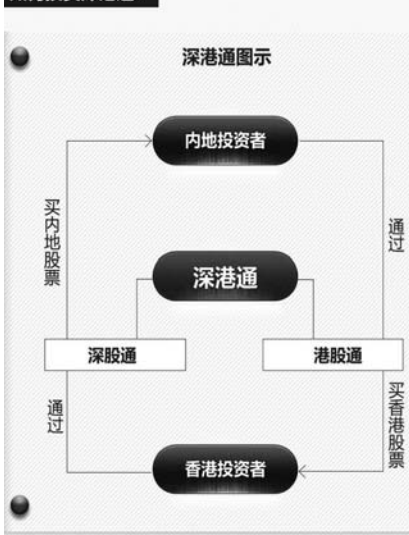 深港通图示
内地投资者
买内地股票
通过
深港通
深股通
港股通
通过
买香港股票
香港投资者